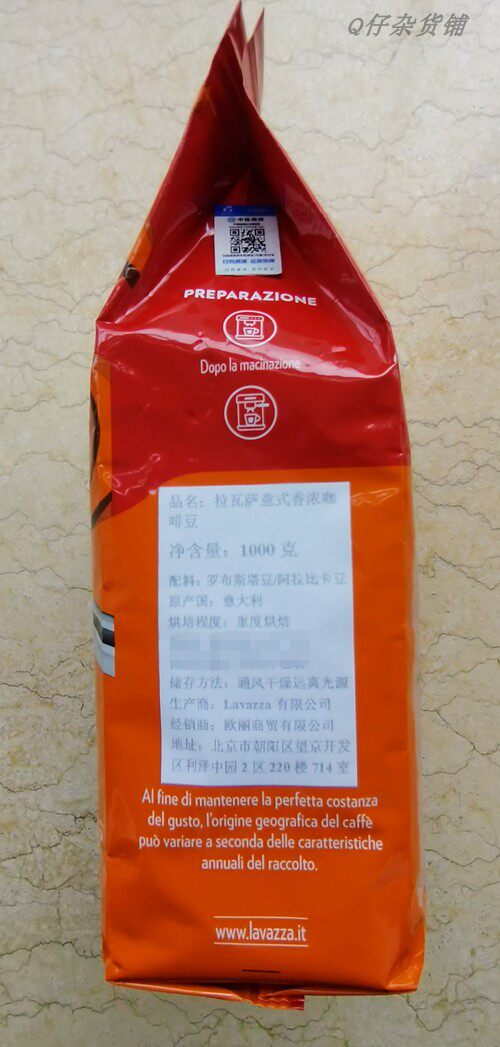 Q仔杂货铺
PREPARAZIONE
Dopo la macinazione
品名：拉瓦萨意式香浓咖
啡豆
净含量：1000 克
配料：罗布斯塔豆/阿拉比卡豆
原产国：意大利
烘培程度：重度烘焙
储存方法：通风干燥远离光源
生产商：Lavazza 有限公司
经销商：欧丽商贸有限公司
地址：北京市朝阳区望京开发
区利泽中园 2 区 220 楼 714 室
Al fine di mantenere la perfetta costanza
del gusto, l'origine geografica del caffè
può variare a seconda delle caratteristiche
annuali del raccolto.
www.lavazza.it